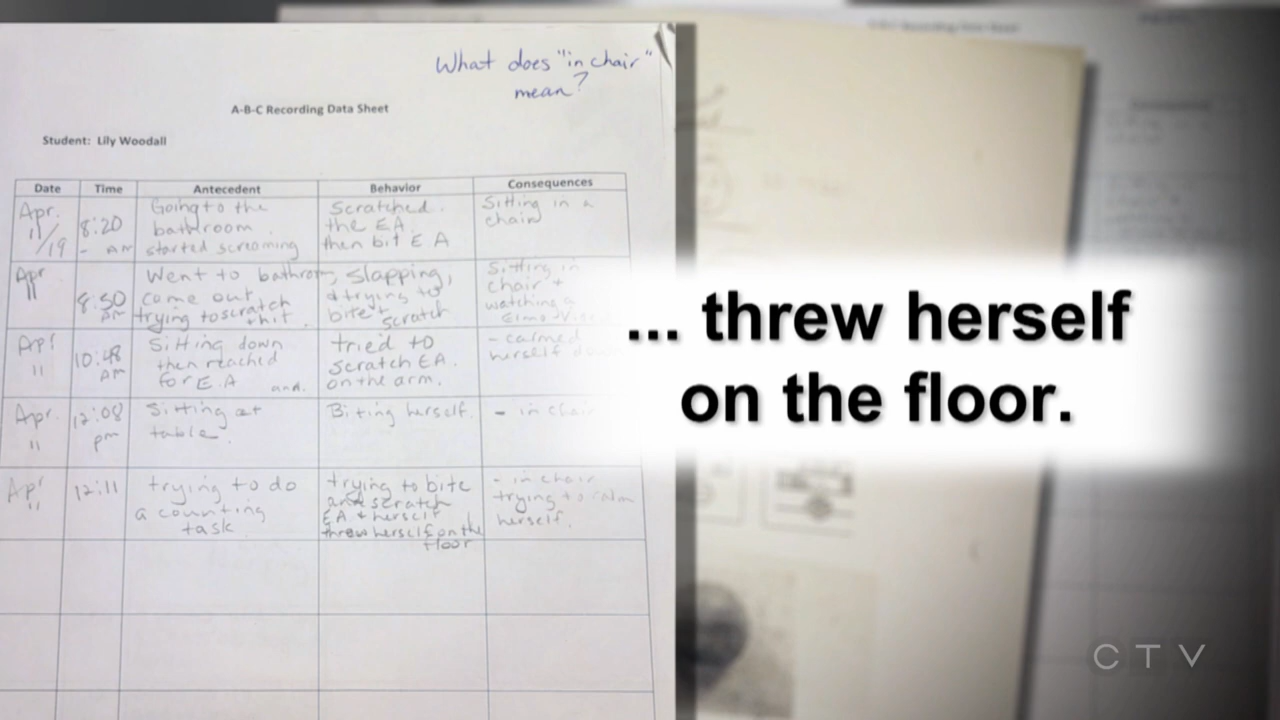 What does "in chair"
mean?
A-B-C Recording Data Sheet
Student: Lily Woodall
Date Time Antecedent Behavior Consequences
Apr. 11/19 8:20 - AM
Going to the
bathroom.
started screaming
Scratched
the EA.
then bit E.A
Sitting in a
chair
Apr 11 8:50 AM
Went to bathroom,
came out
trying to scratch
+ hit.
slapping,
& trying to
bite +
scratch
Sitting in
chair +
watching a
Elmo
Apr 11 10:48 AM
Sitting down
then reached
for E.A and
tried to
scratch EA.
on the arm.
- calmed
herself
Apr. 11 12:08 pm
Sitting at
table.
Biting herself.
- in chair
Apr 11 12:11
trying to do
a counting
task
trying to bite
and scratch
EA + herself
threw herself on the
floor
- in chair
trying to calm
herself.
... threw herself
on the floor.
CTV